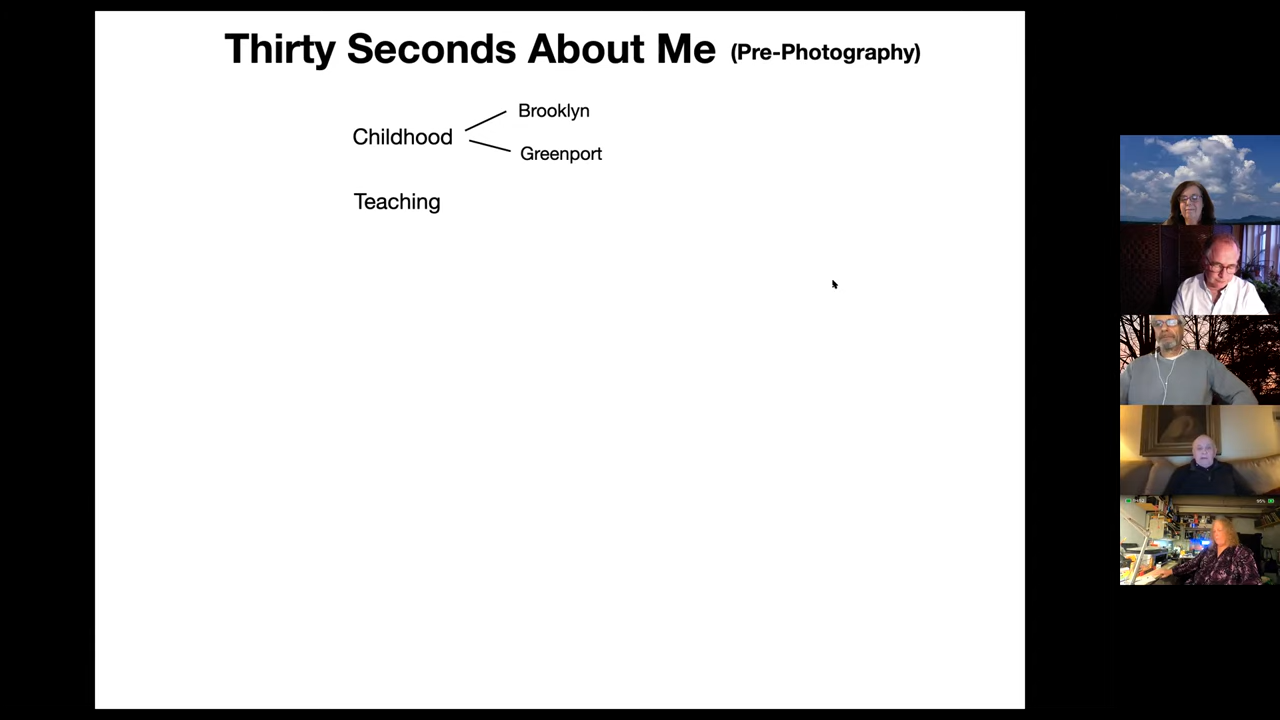 Thirty Seconds About Me (Pre-Photography)
Brooklyn
Childhood
Greenport
Teaching